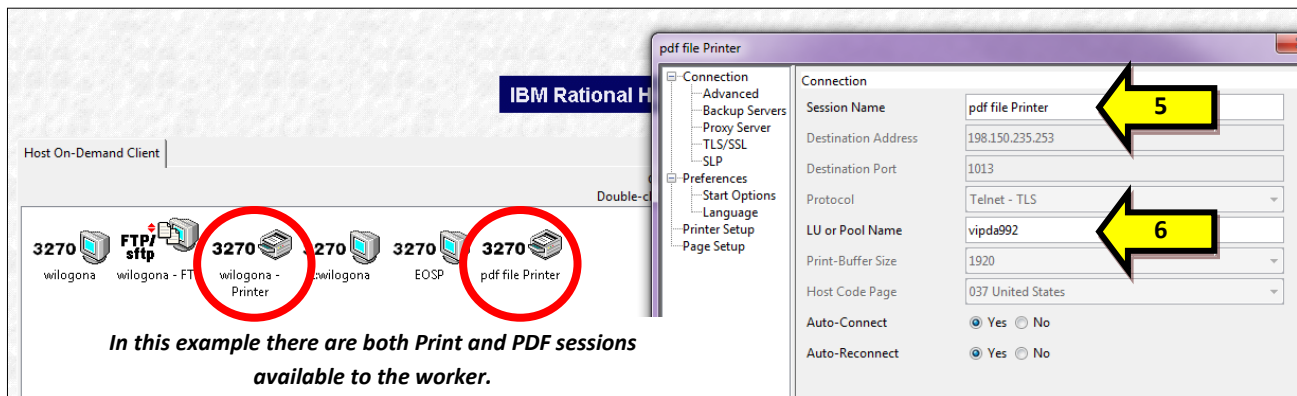 IBM Rational H
Host On-Demand Client
Double-cl
3270
wilogona
FTP/
sftp
wilogona - FT
3270
wilogona -
Printer
3270
:wilogona
3270
EOSP
3270
pdf file Printer
In this example there are both Print and PDF sessions
available to the worker.
pdf file Printer
Connection
Advanced
Backup Servers
Proxy Server
TLS/SSL
SLP
Preferences
Start Options
Language
Printer Setup
Page Setup
Connection
Session Name pdf file Printer 5
Destination Address 198.150.235.253
Destination Port 1013
Protocol Telnet - TLS
LU or Pool Name vipda992 6
Print-Buffer Size 1920
Host Code Page 037 United States
Auto-Connect Yes No
Auto-Reconnect Yes No